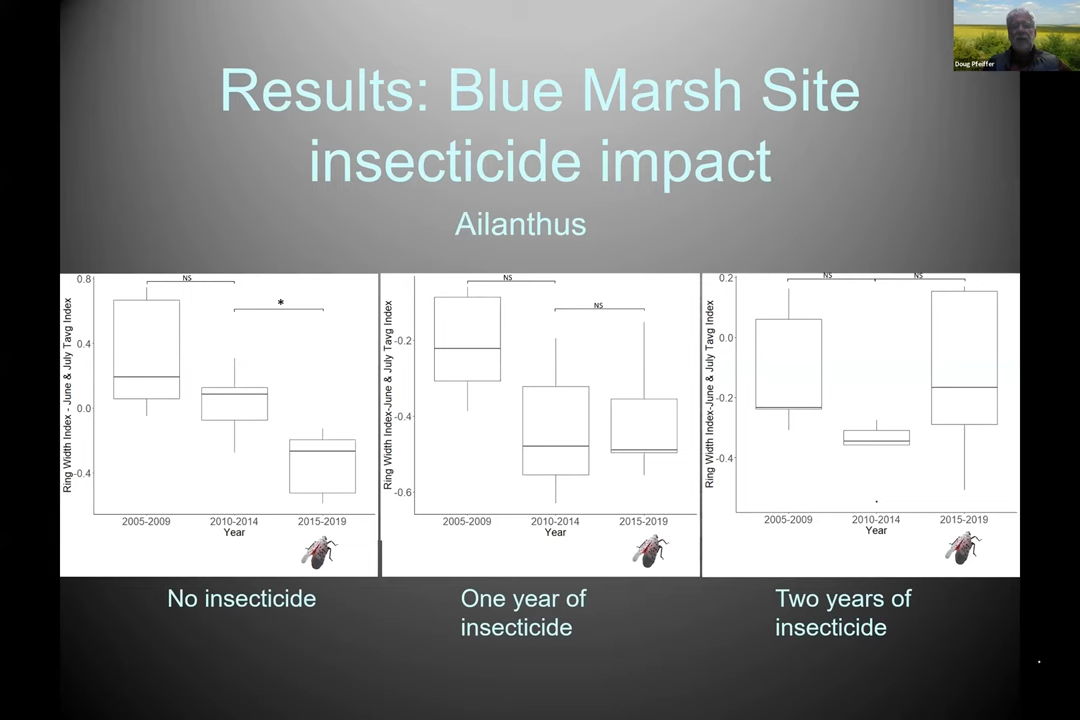 Doug Pfeiffer
Results: Blue Marsh Site
insecticide impact
Ailanthus
Ring Width Index - June & July Tavg Index
0.8
0.4
0.0
-0.4
NS
*
2005-2009 2010-2014 2015-2019
Year
Ring Width Index-June & July Tavg Index
-0.2
-0.4
-0.6
NS
NS
2005-2009 2010-2014 2015-2019
Year
Ring Width Index-June & July Tavg Index
0.2
0.0
-0.2
-0.4
NS NS
2005-2009 2010-2014 2015-2019
Year
No insecticide
One year of
insecticide
Two years of
insecticide